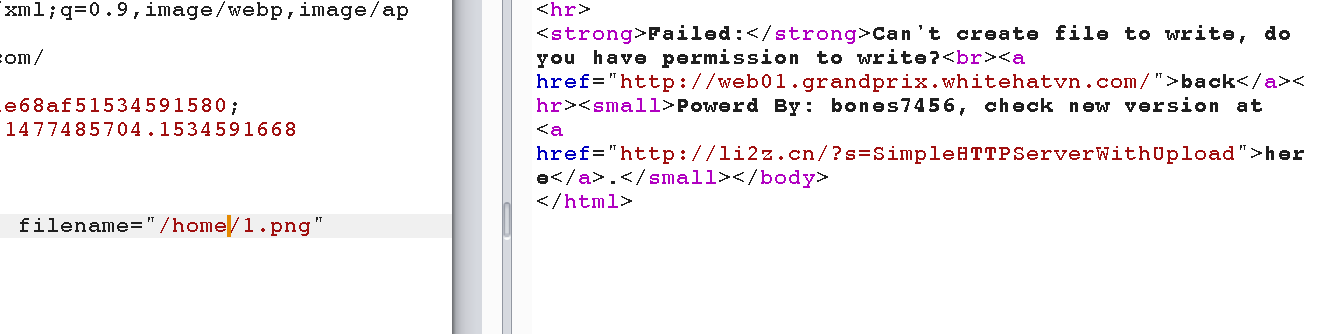 xml;q=0.9,image/webp,image/ap
com/
e68af51534591580;
1477485704.1534591668
filename="/home/1.png"
<hr>
<strong>Failed:</strong>Can't create file to write, do
you have permission to write?<br><a
href="http://web01.grandprix.whitehatvn.com/">back</a><
hr><small>Powerd By: bones7456, check new version at
<a
href="http://li2z.cn/?s=SimpleHTTPServerWithUpload">her
e</a>.</small></body>
</html>